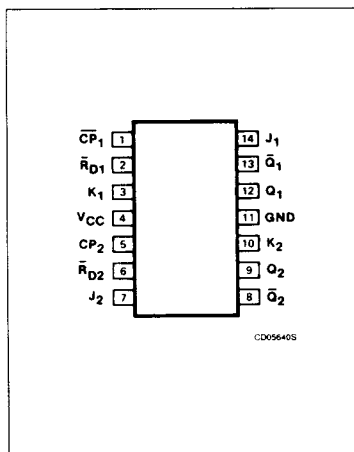 C̅P̅₁ 1 14 J₁
R̅D1 2 13 Q̅₁
K₁ 3 12 Q₁
VCC 4 11 GND
CP₂ 5 10 K₂
R̅D2 6 9 Q₂
J₂ 7 8 Q̅₂
CD05640S